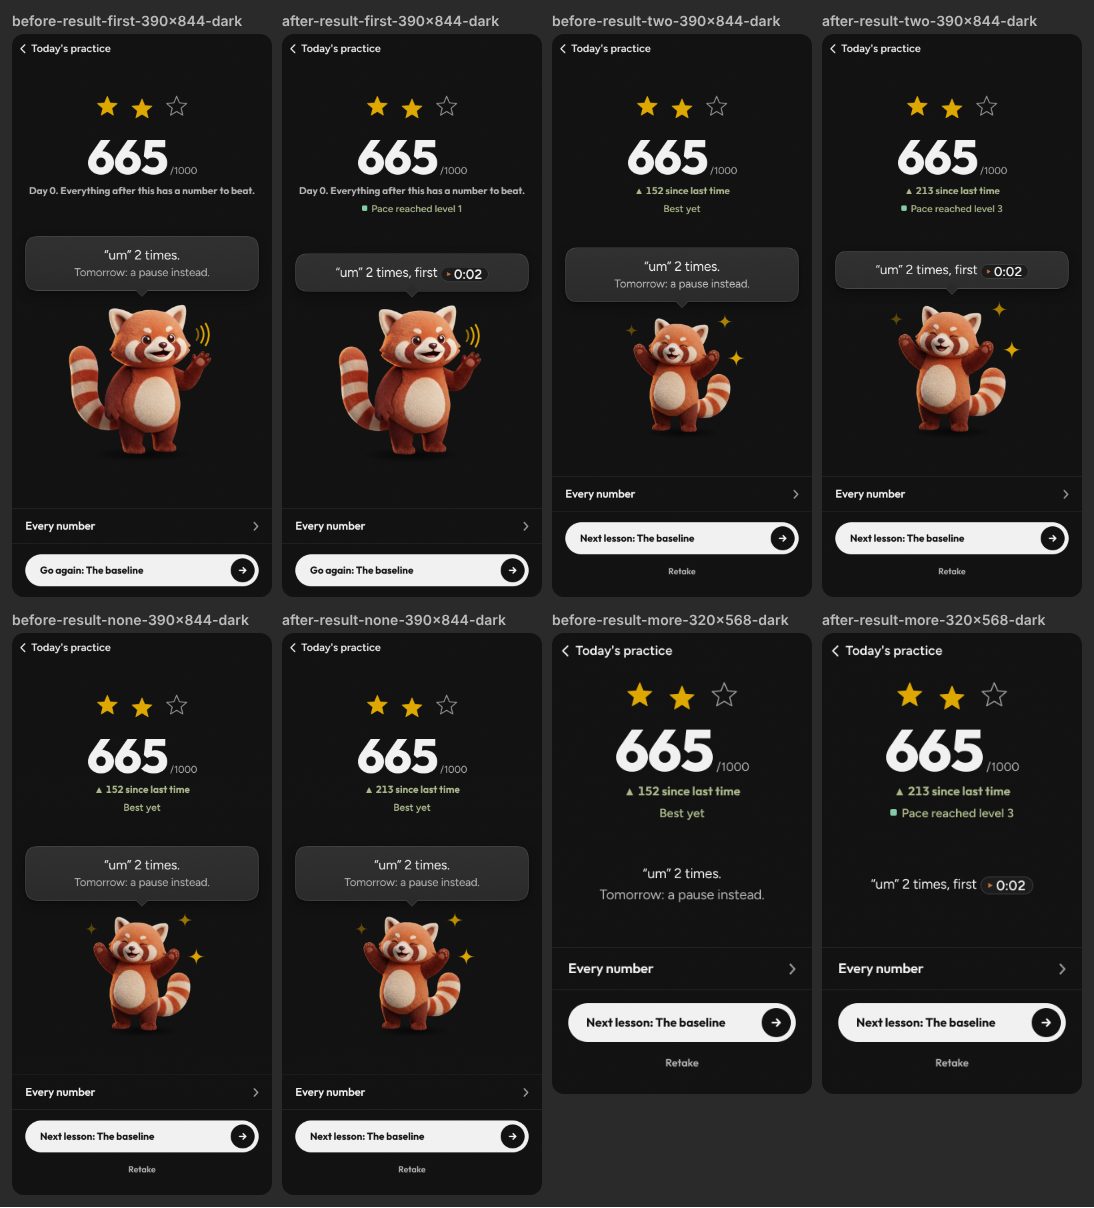 before-result-first-390×844-dark
Today's practice
665 /1000
Day 0. Everything after this has a number to beat.
“um” 2 times.
Tomorrow: a pause instead.
Every number
Go again: The baseline
after-result-first-390×844-dark
Today's practice
665 /1000
Day 0. Everything after this has a number to beat.
Pace reached level 1
“um” 2 times, first ▸ 0:02
Every number
Go again: The baseline
before-result-two-390×844-dark
Today's practice
665 /1000
▲ 152 since last time
Best yet
“um” 2 times.
Tomorrow: a pause instead.
Every number
Next lesson: The baseline
Retake
after-result-two-390×844-dark
Today's practice
665 /1000
▲ 213 since last time
Pace reached level 3
“um” 2 times, first ▸ 0:02
Every number
Next lesson: The baseline
Retake
before-result-none-390×844-dark
Today's practice
665 /1000
▲ 152 since last time
Best yet
“um” 2 times.
Tomorrow: a pause instead.
Every number
Next lesson: The baseline
Retake
after-result-none-390×844-dark
Today's practice
665 /1000
▲ 213 since last time
Best yet
“um” 2 times.
Tomorrow: a pause instead.
Every number
Next lesson: The baseline
Retake
before-result-more-320×568-dark
Today's practice
665 /1000
▲ 152 since last time
Best yet
“um” 2 times.
Tomorrow: a pause instead.
Every number
Next lesson: The baseline
Retake
after-result-more-320×568-dark
Today's practice
665 /1000
▲ 213 since last time
Pace reached level 3
“um” 2 times, first ▸ 0:02
Every number
Next lesson: The baseline
Retake